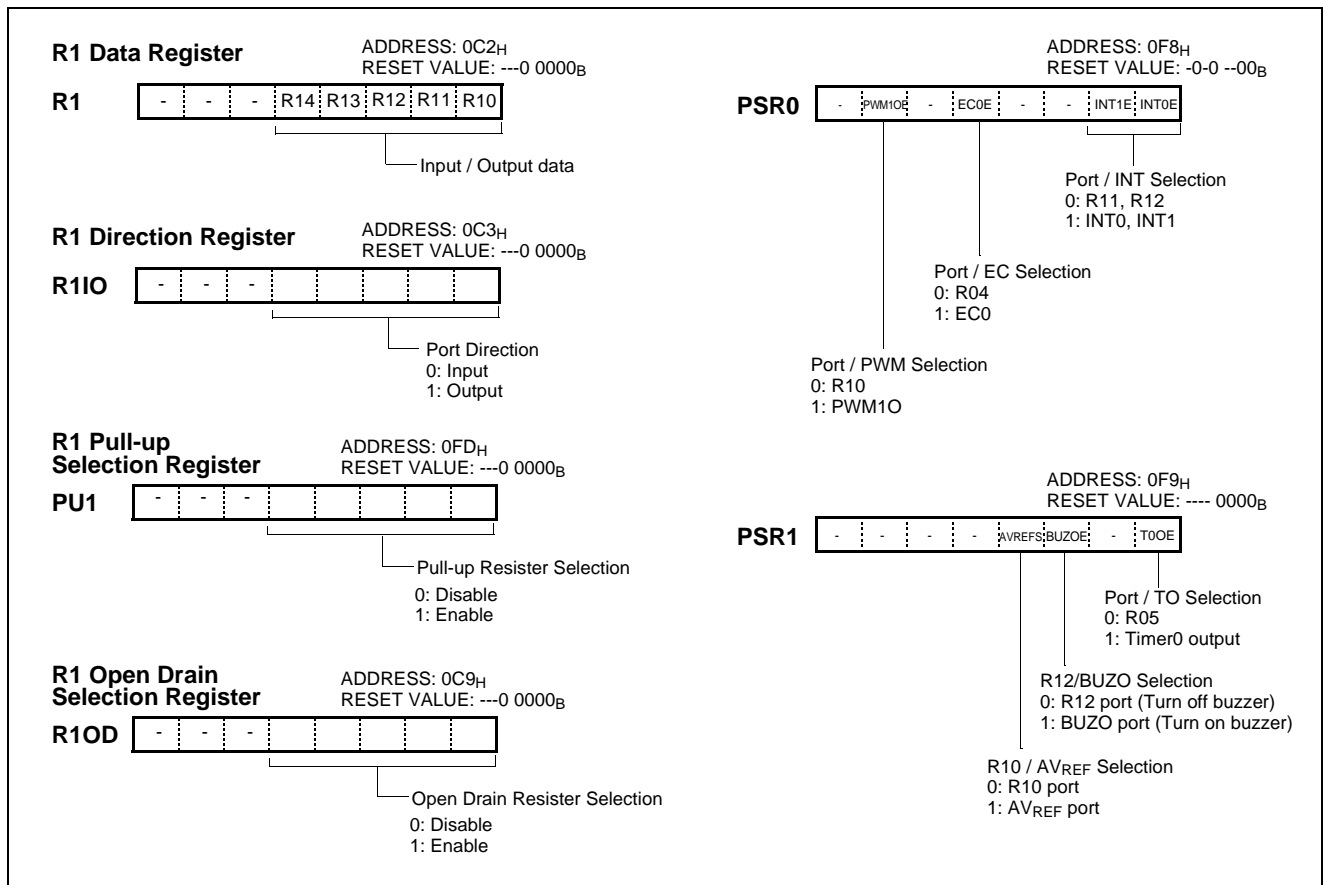 R1 Data Register
ADDRESS: 0C2H
RESET VALUE: ---0 0000B
R1
- - - R14 R13 R12 R11 R10
Input / Output data
R1 Direction Register
ADDRESS: 0C3H
RESET VALUE: ---0 0000B
R1IO
- - -
Port Direction
0: Input
1: Output
R1 Pull-up
Selection Register
ADDRESS: 0FDH
RESET VALUE: ---0 0000B
PU1
- - -
Pull-up Resister Selection
0: Disable
1: Enable
R1 Open Drain
Selection Register
ADDRESS: 0C9H
RESET VALUE: ---0 0000B
R1OD
- - -
Open Drain Resister Selection
0: Disable
1: Enable
ADDRESS: 0F8H
RESET VALUE: -0-0 --00B
PSR0
- PWM1OE - EC0E - - INT1E INT0E
Port / INT Selection
0: R11, R12
1: INT0, INT1
Port / EC Selection
0: R04
1: EC0
Port / PWM Selection
0: R10
1: PWM1O
ADDRESS: 0F9H
RESET VALUE: ---- 0000B
PSR1
- - - - AVREFS BUZOE - T0OE
Port / TO Selection
0: R05
1: Timer0 output
R12/BUZO Selection
0: R12 port (Turn off buzzer)
1: BUZO port (Turn on buzzer)
R10 / AVREF Selection
0: R10 port
1: AVREF port